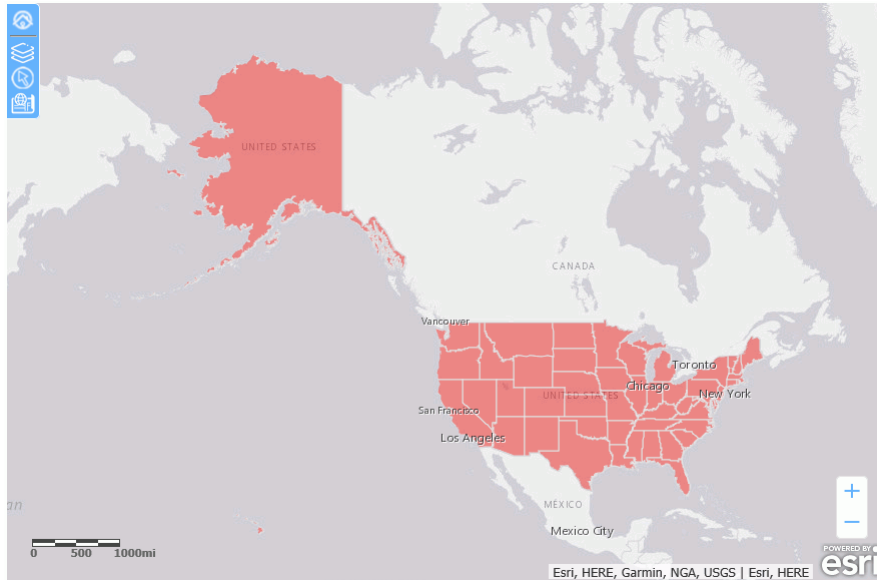 UNITED STATES
CANADA
Vancouver
Toronto
Chicago
UNITED STATES
New York
San Francisco
Los Angeles
an
MÉXICO
Mexico City
0 500 1000mi
+
−
POWERED BY
esri
Esri, HERE, Garmin, NGA, USGS | Esri, HERE